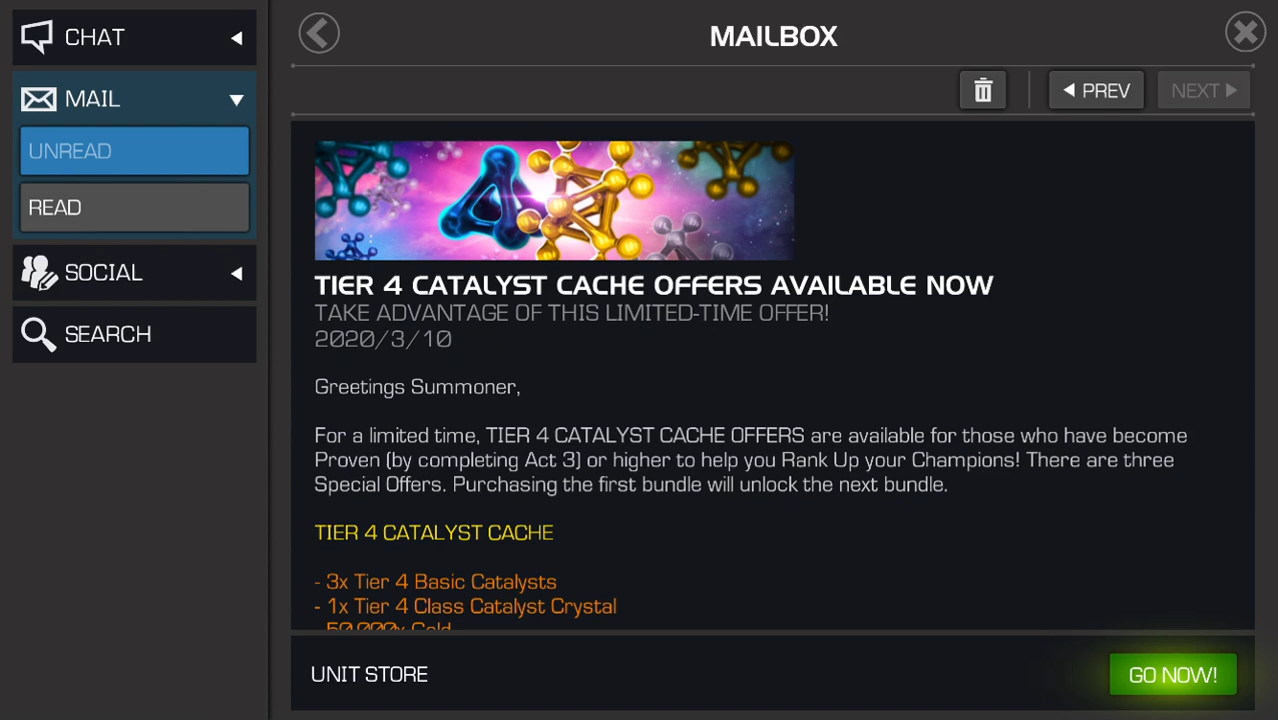 CHAT
MAIL
UNREAD
READ
SOCIAL
SEARCH
MAILBOX
PREV
NEXT
TIER 4 CATALYST CACHE OFFERS AVAILABLE NOW
TAKE ADVANTAGE OF THIS LIMITED-TIME OFFER!
2020/3/10
Greetings Summoner,
For a limited time, TIER 4 CATALYST CACHE OFFERS are available for those who have become
Proven (by completing Act 3) or higher to help you Rank Up your Champions! There are three
Special Offers. Purchasing the first bundle will unlock the next bundle.
TIER 4 CATALYST CACHE
- 3x Tier 4 Basic Catalysts
- 1x Tier 4 Class Catalyst Crystal
- 50,000x Gold
UNIT STORE
GO NOW!